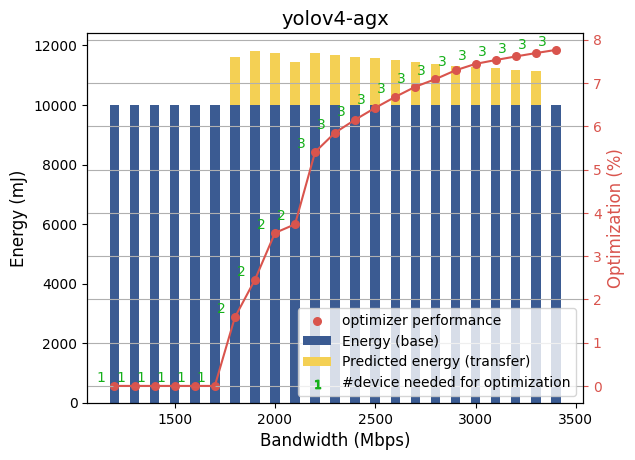 yolov4-agx
12000
10000
8000
6000
4000
2000
0
Energy (mJ)
8
7
6
5
4
3
2
1
0
Optimization (%)
1 1 1 1 1 1 2 2 2 2 3 3 3 3 3 3 3 3 3 3 3 3 3
optimizer performance
Energy (base)
Predicted energy (transfer)
1 #device needed for optimization
1500 2000 2500 3000 3500
Bandwidth (Mbps)